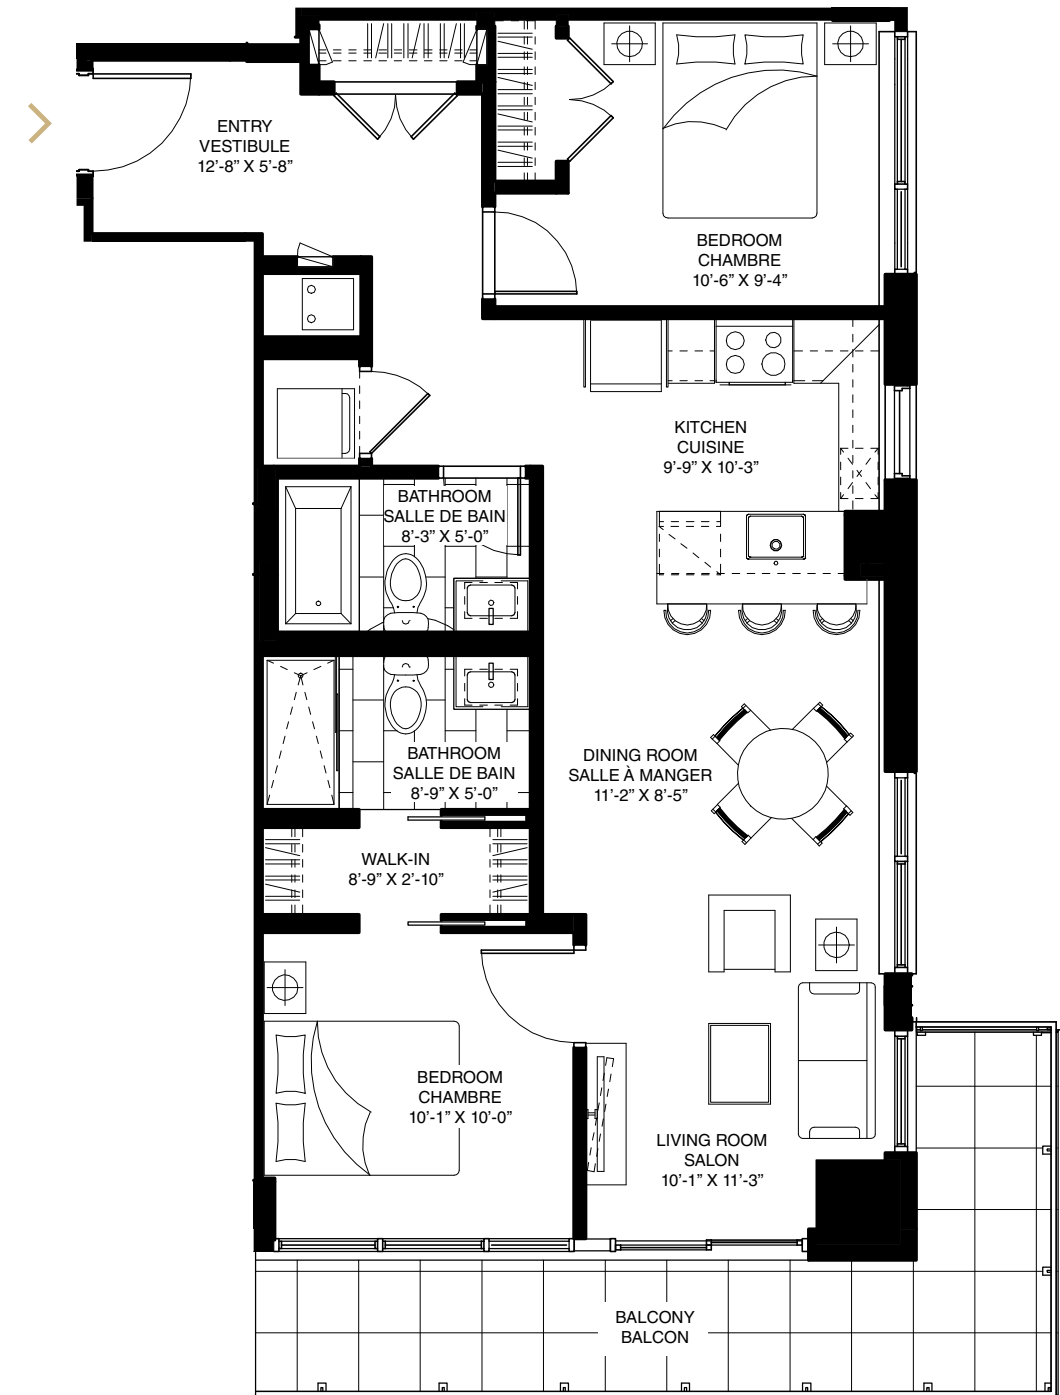 ENTRY
VESTIBULE
12'-8” X 5'-8”
BEDROOM
CHAMBRE
10'-6” X 9'-4”
KITCHEN
CUISINE
9'-9” X 10'-3”
BATHROOM
SALLE DE BAIN
8'-3” X 5'-0”
BATHROOM
SALLE DE BAIN
8'-9” X 5'-0”
DINING ROOM
SALLE À MANGER
11'-2” X 8'-5”
WALK-IN
8'-9” X 2'-10”
BEDROOM
CHAMBRE
10'-1” X 10'-0”
LIVING ROOM
SALON
10'-1” X 11'-3”
BALCONY
BALCON